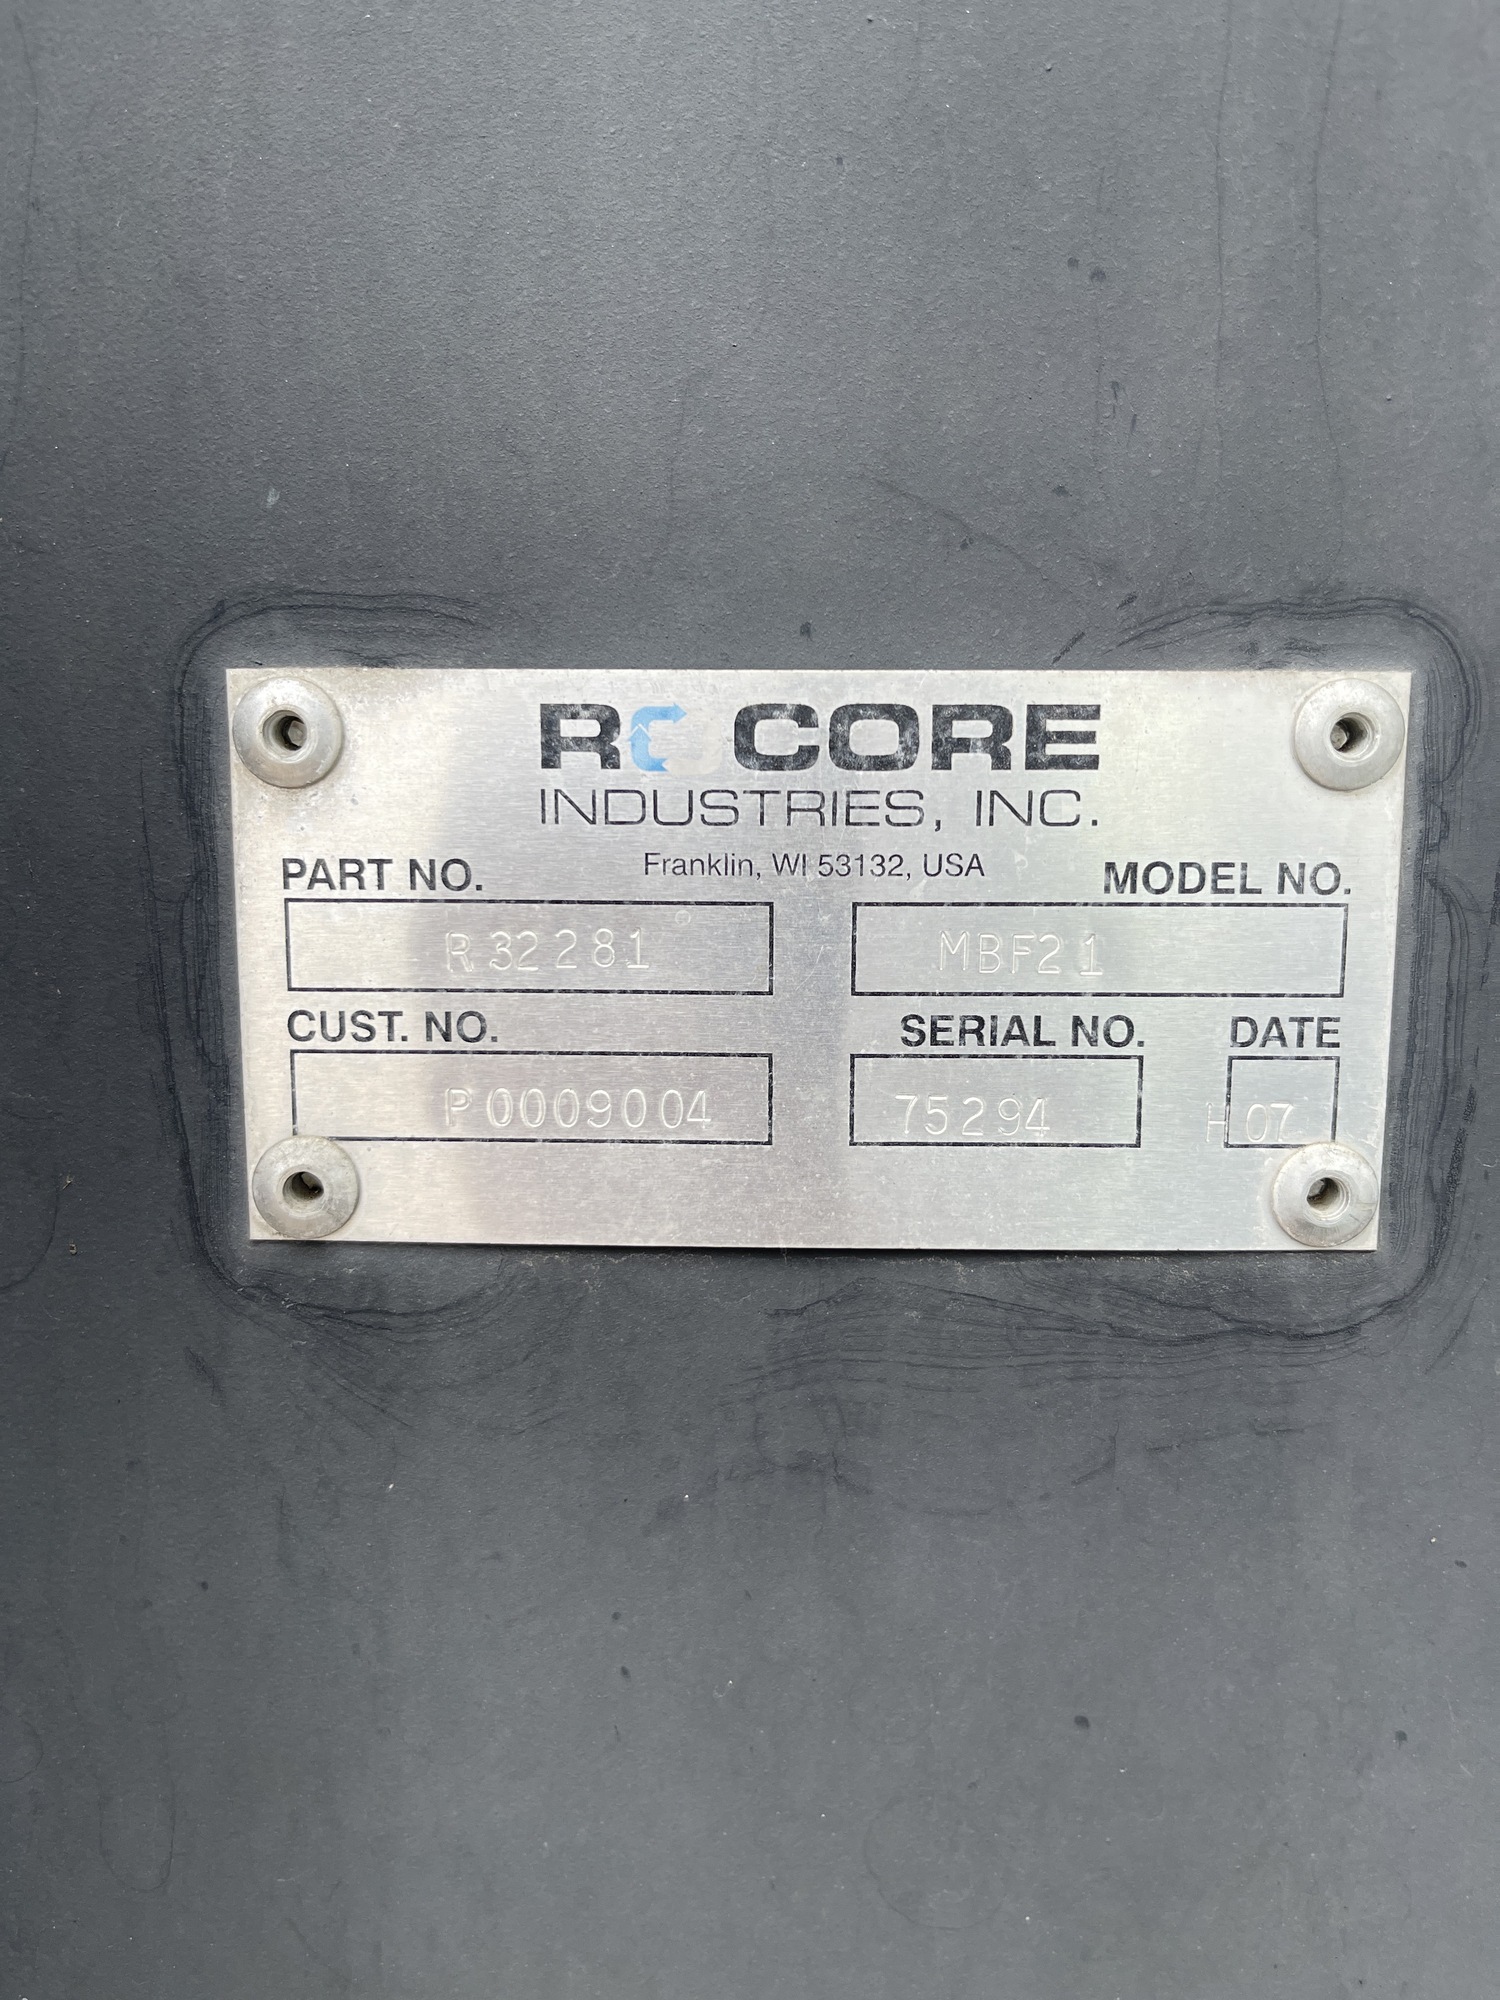 ROCORE
INDUSTRIES, INC.
Franklin, WI 53132, USA
PART NO.
R32281
MODEL NO.
MBF21
CUST. NO.
P0009004
SERIAL NO.
75294
DATE
H07